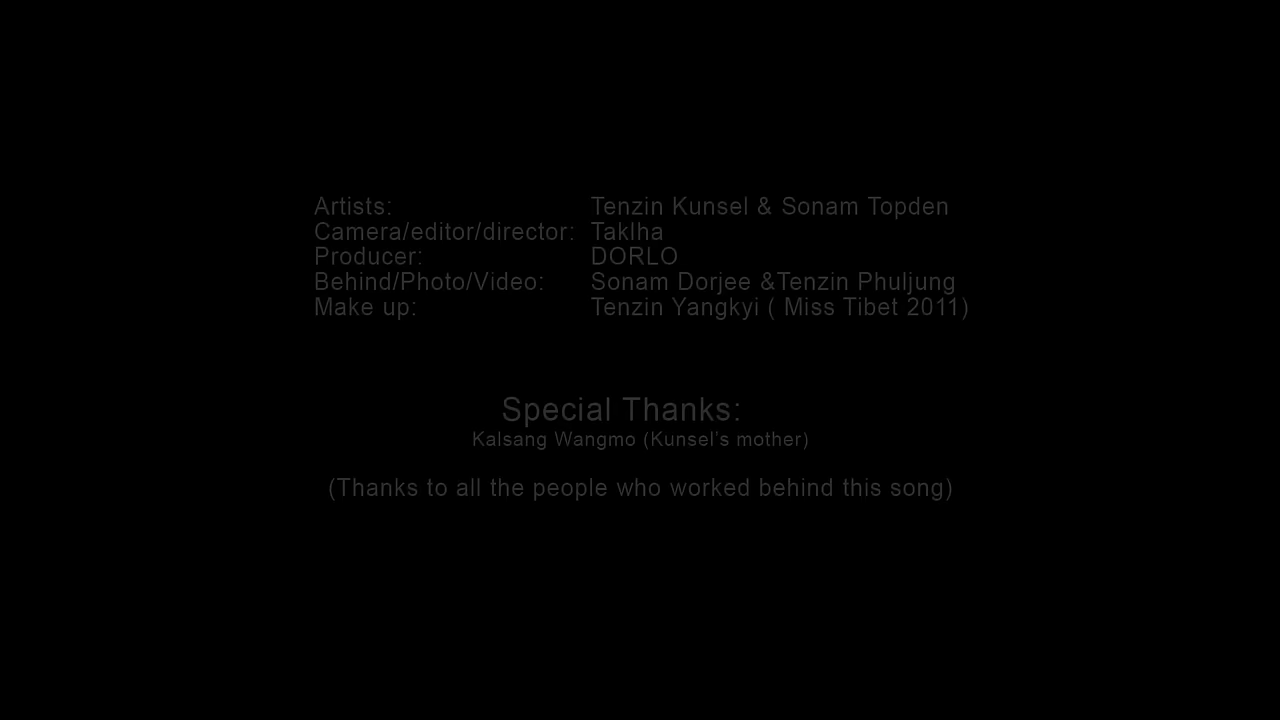 Artists: Tenzin Kunsel & Sonam Topden
Camera/editor/director: Taklha
Producer: DORLO
Behind/Photo/Video: Sonam Dorjee &Tenzin Phuljung
Make up: Tenzin Yangkyi ( Miss Tibet 2011)
Special Thanks:
Kalsang Wangmo (Kunsel's mother)
(Thanks to all the people who worked behind this song)